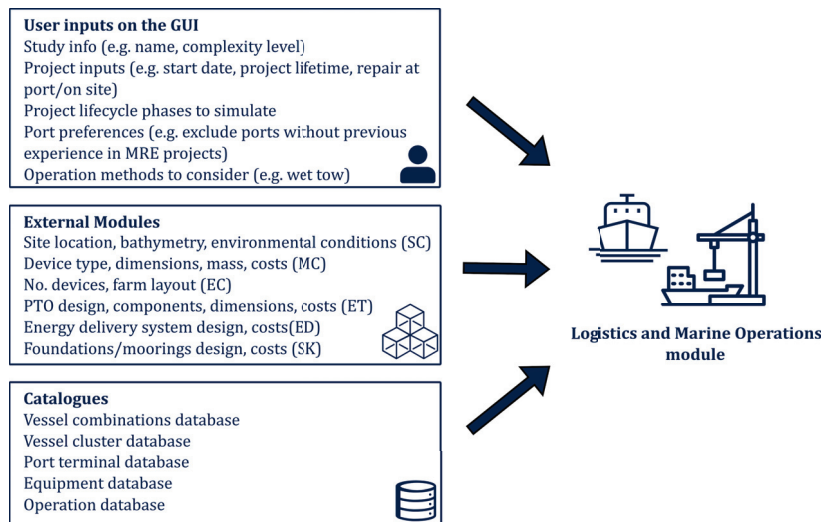 User inputs on the GUI
Study info (e.g. name, complexity level)
Project inputs (e.g. start date, project lifetime, repair at
port/on site)
Project lifecycle phases to simulate
Port preferences (e.g. exclude ports without previous
experience in MRE projects)
Operation methods to consider (e.g. wet tow)
External Modules
Site location, bathymetry, environmental conditions (SC)
Device type, dimensions, mass, costs (MC)
No. devices, farm layout (EC)
PTO design, components, dimensions, costs (ET)
Energy delivery system design, costs(ED)
Foundations/moorings design, costs (SK)
Catalogues
Vessel combinations database
Vessel cluster database
Port terminal database
Equipment database
Operation database
Logistics and Marine Operations
module